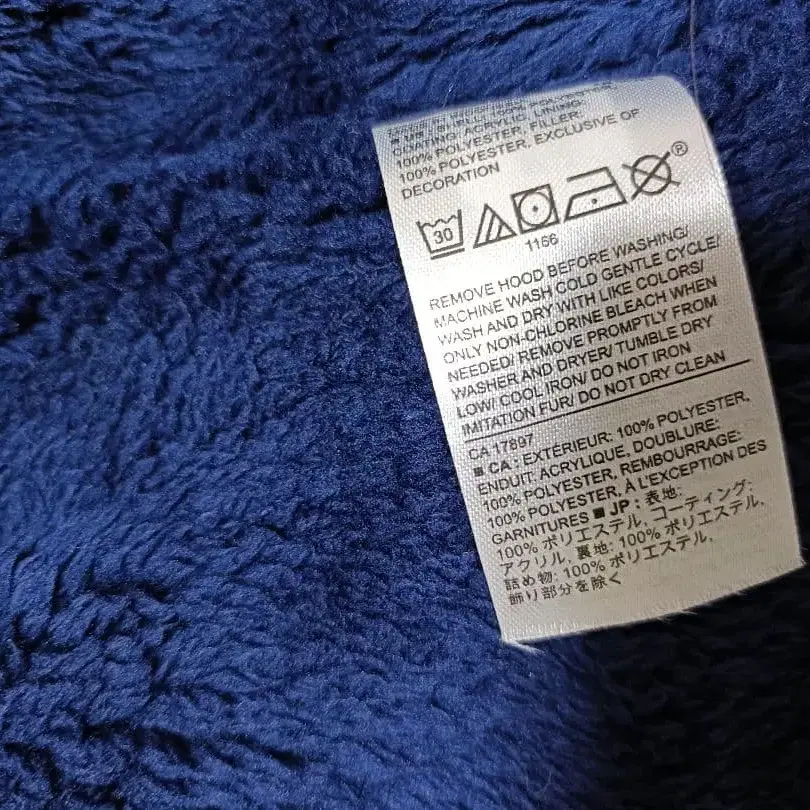 COATING: ACRYLIC, LINING:
100% POLYESTER, FILLER:
100% POLYESTER, EXCLUSIVE OF
DECORATION
30
®
1166
REMOVE HOOD BEFORE WASHING/
MACHINE WASH COLD GENTLE CYCLE/
WASH AND DRY WITH LIKE COLORS/
ONLY NON-CHLORINE BLEACH WHEN
NEEDED/ REMOVE PROMPTLY FROM
WASHER AND DRYER/ TUMBLE DRY
LOW/ COOL IRON/ DO NOT IRON
IMITATION FUR/ DO NOT DRY CLEAN
CA 17897
■ CA : EXTÉRIEUR: 100% POLYESTER,
ENDUIT: ACRYLIQUE, DOUBLURE:
100% POLYESTER, REMBOURRAGE:
100% POLYESTER, À L'EXCEPTION DES
GARNITURES ■ JP : 表地:
100% ポリエステル, コーティング:
アクリル, 裏地: 100% ポリエステル,
詰め物: 100% ポリエステル,
飾り部分を除く